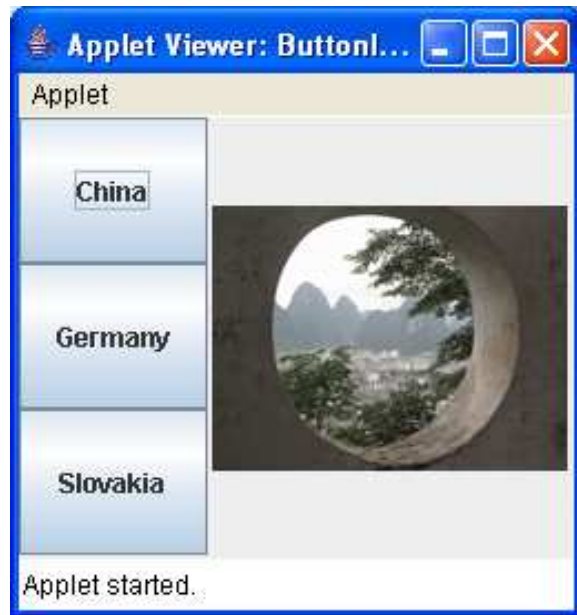 Applet Viewer: ButtonI...
Applet
China
Germany
Slovakia
Applet started.